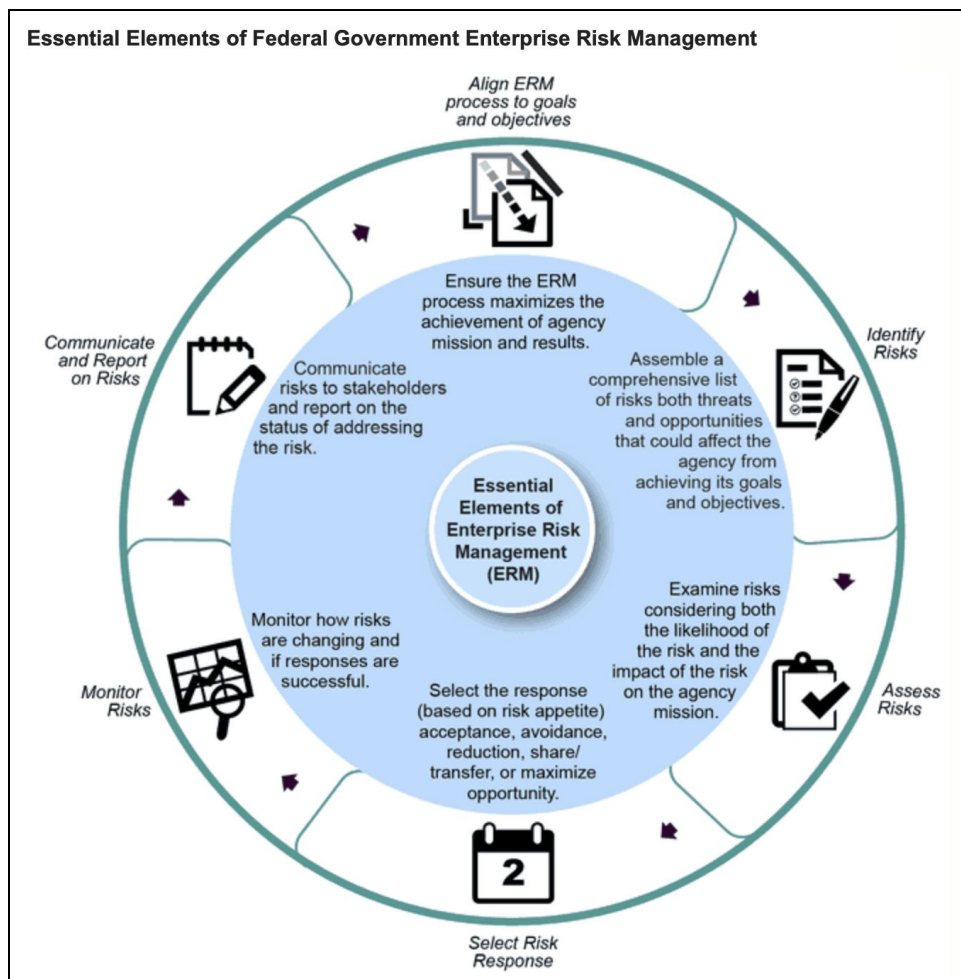 Essential Elements of Federal Government Enterprise Risk Management
Align ERM
process to goals
and objectives
Ensure the ERM
process maximizes the
achievement of agency
mission and results.
Identify
Risks
Assemble a
comprehensive list
of risks both threats
and opportunities
that could affect the
agency from
achieving its goals
and objectives.
Assess
Risks
Examine risks
considering both
the likelihood of
the risk and the
impact of the risk
on the agency
mission.
Select the response
(based on risk appetite)
acceptance, avoidance,
reduction, share/
transfer, or maximize
opportunity.
2
Select Risk
Response
Monitor
Risks
Monitor how risks
are changing and
if responses are
successful.
Communicate
and Report
on Risks
Communicate
risks to stakeholders
and report on the
status of addressing
the risk.
Essential
Elements of
Enterprise Risk
Management
(ERM)